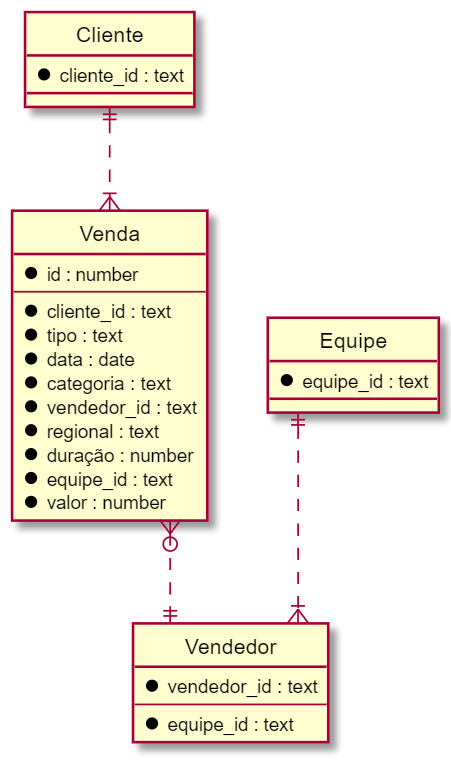 Cliente
cliente_id : text
Venda
id : number
cliente_id : text
tipo : text
data : date
categoria : text
vendedor_id : text
regional : text
duração : number
equipe_id : text
valor : number
Equipe
equipe_id : text
Vendedor
vendedor_id : text
equipe_id : text